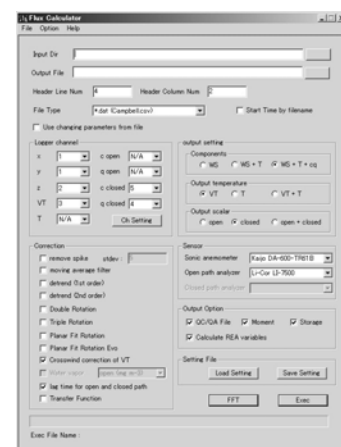 Flux Calculator
File Option Help
Input Dir
Output File
Header Line Num 4 Header Column Num 2
File Type *.dat (Campbell.csv) Start Time by filename
Use changing parameters from file
Logger channel
x 1 c open N/A
y 1 q open N/A
z 2 c closed 5
VT 3 q closed 4
T N/A Ch Setting
output setting
Components
WS WS + T WS + T + cq
Output temperature
VT T VT + T
Output scalar
open closed open + closed
Correction
remove spike stdev :
moving average filter
detrend (1st order)
detrend (2nd order)
Double Rotation
Triple Rotation
Planar Fit Rotation
Planar Fit Rotation Evo
Crosswind correction of VT
Water vapor open (mg m-3)
lag time for open and closed path
Transfer Function
Sensor
Sonic anemometer Kaijo DA-600-TR61B
Open path analyzer Li-Cor LI-7500
Closed path analyzer
Output Option
QC/QA File Moment Storage
Calculate REA variables
Setting File
Load Setting Save Setting
FFT Exec
Exec File Name :